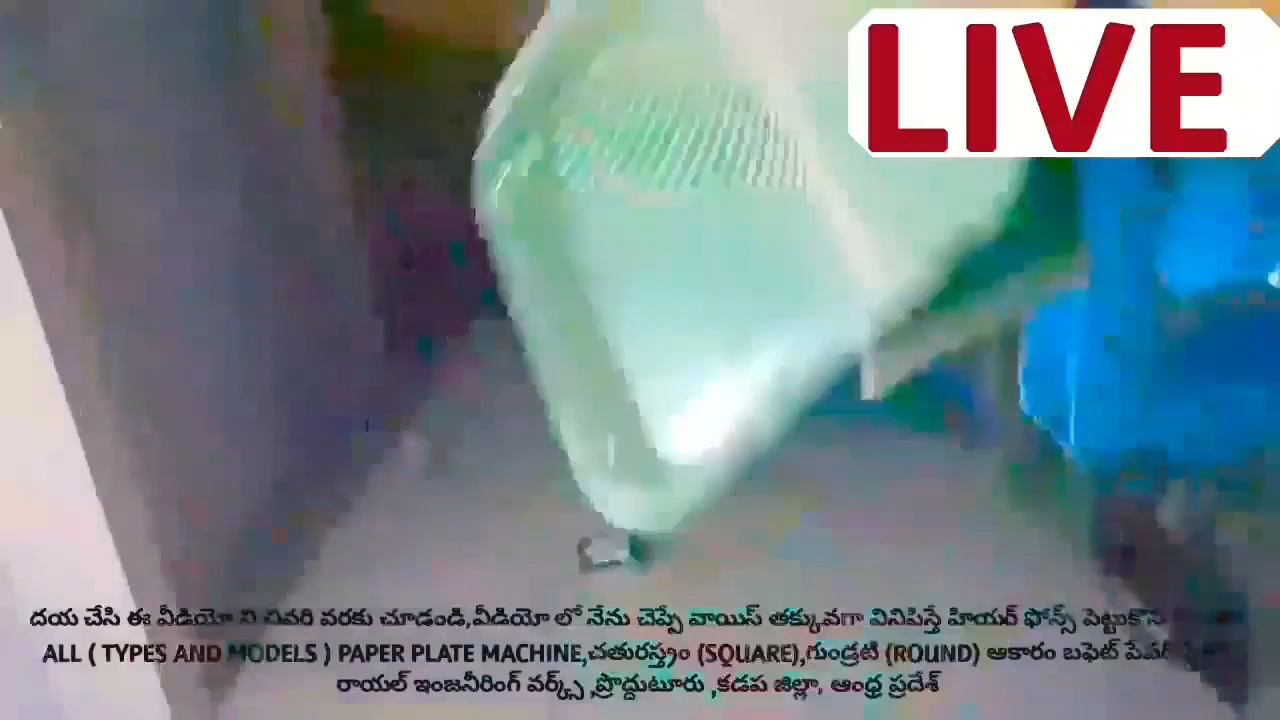 LIVE
దయ చేసి ఈ వీడియో ని చివరి వరకు చూడండి,వీడియో లో నేను చెప్పే వాయిస్ తక్కువగా వినిపిస్తే హియర్ ఫోన్స్ పెట్టుకొని
ALL ( TYPES AND MODELS ) PAPER PLATE MACHINE,చతురస్త్రం (SQUARE),గుండ్రటి (ROUND) ఆకారం బఫెట్ పేపర్
రాయల్ ఇంజనీరింగ్ వర్క్స్ ,ప్రొద్దుటూరు ,కడప జిల్లా, ఆంధ్ర ప్రదేశ్